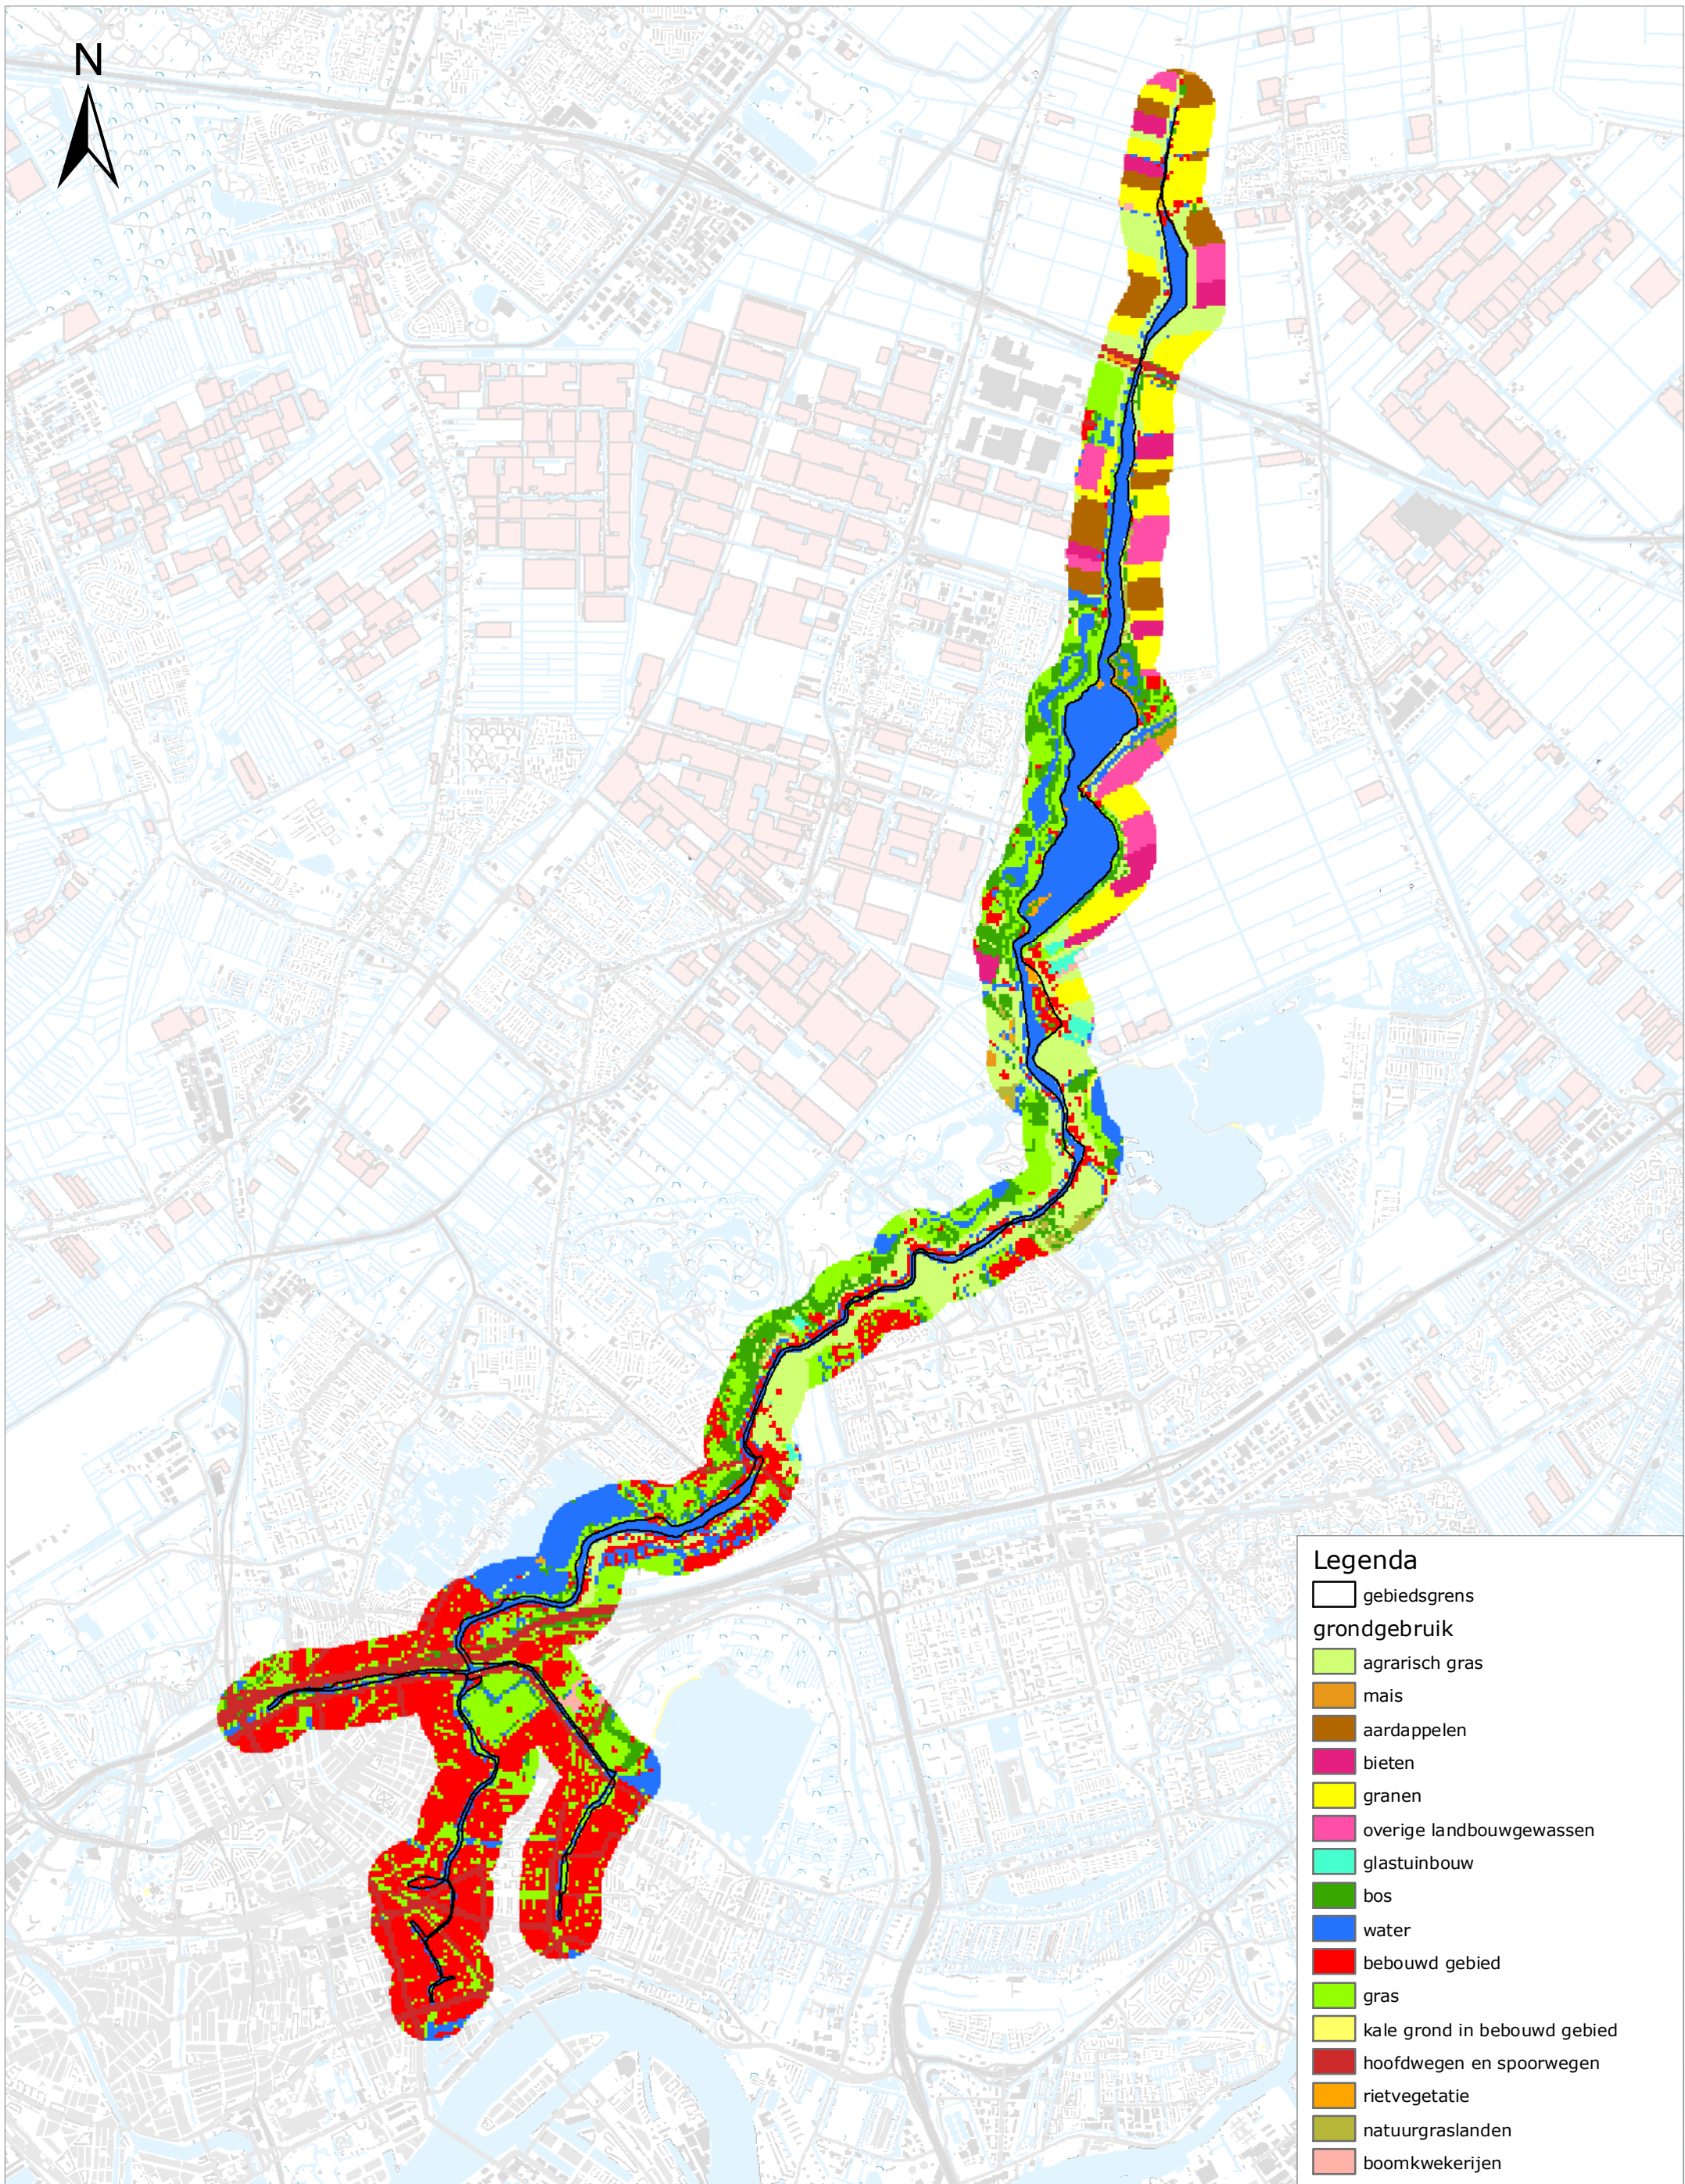 N
Legenda
gebiedsgrens
grondgebruik
agrarisch gras
mais
aardappelen
bieten
granen
overige landbouwgewassen
glastuinbouw
bos
water
bebouwd gebied
gras
kale grond in bebouwd gebied
hoofdwegen en spoorwegen
rietvegetatie
natuurgraslanden
boomkwekerijen